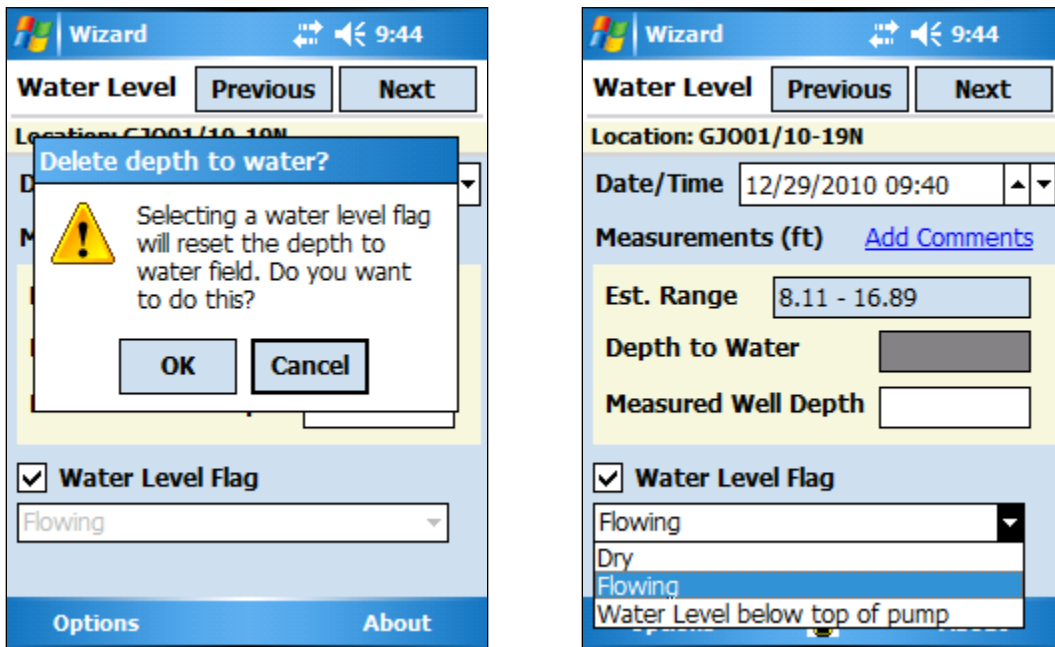 Wizard 9:44
Water Level Previous Next
Location: GJO01/10-19N
Delete depth to water?
Selecting a water level flag
will reset the depth to
water field. Do you want
to do this?
OK Cancel
Water Level Flag
Flowing
Options About
Wizard 9:44
Water Level Previous Next
Location: GJO01/10-19N
Date/Time 12/29/2010 09:40
Measurements (ft) Add Comments
Est. Range 8.11 - 16.89
Depth to Water
Measured Well Depth
Water Level Flag
Flowing
Dry
Flowing
Water Level below top of pump